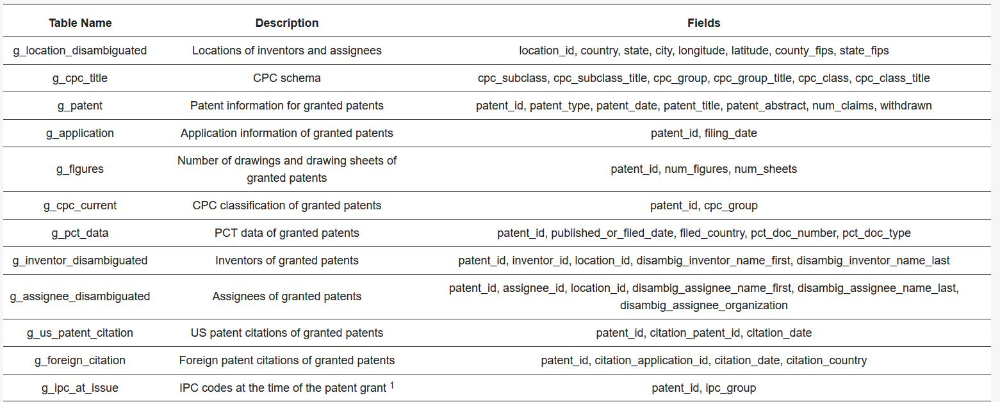 Table Name Description Fields
g_location_disambiguated Locations of inventors and assignees location_id, country, state, city, longitude, latitude, county_fips, state_fips
g_cpc_title CPC schema cpc_subclass, cpc_subclass_title, cpc_group, cpc_group_title, cpc_class, cpc_class_title
g_patent Patent information for granted patents patent_id, patent_type, patent_date, patent_title, patent_abstract, num_claims, withdrawn
g_application Application information of granted patents patent_id, filing_date
g_figures Number of drawings and drawing sheets of
granted patents patent_id, num_figures, num_sheets
g_cpc_current CPC classification of granted patents patent_id, cpc_group
g_pct_data PCT data of granted patents patent_id, published_or_filed_date, filed_country, pct_doc_number, pct_doc_type
g_inventor_disambiguated Inventors of granted patents patent_id, inventor_id, location_id, disambig_inventor_name_first, disambig_inventor_name_last
g_assignee_disambiguated Assignees of granted patents patent_id, assignee_id, location_id, disambig_assignee_name_first, disambig_assignee_name_last,
disambig_assignee_organization
g_us_patent_citation US patent citations of granted patents patent_id, citation_patent_id, citation_date
g_foreign_citation Foreign patent citations of granted patents patent_id, citation_application_id, citation_date, citation_country
g_ipc_at_issue IPC codes at the time of the patent grant 1 patent_id, ipc_group